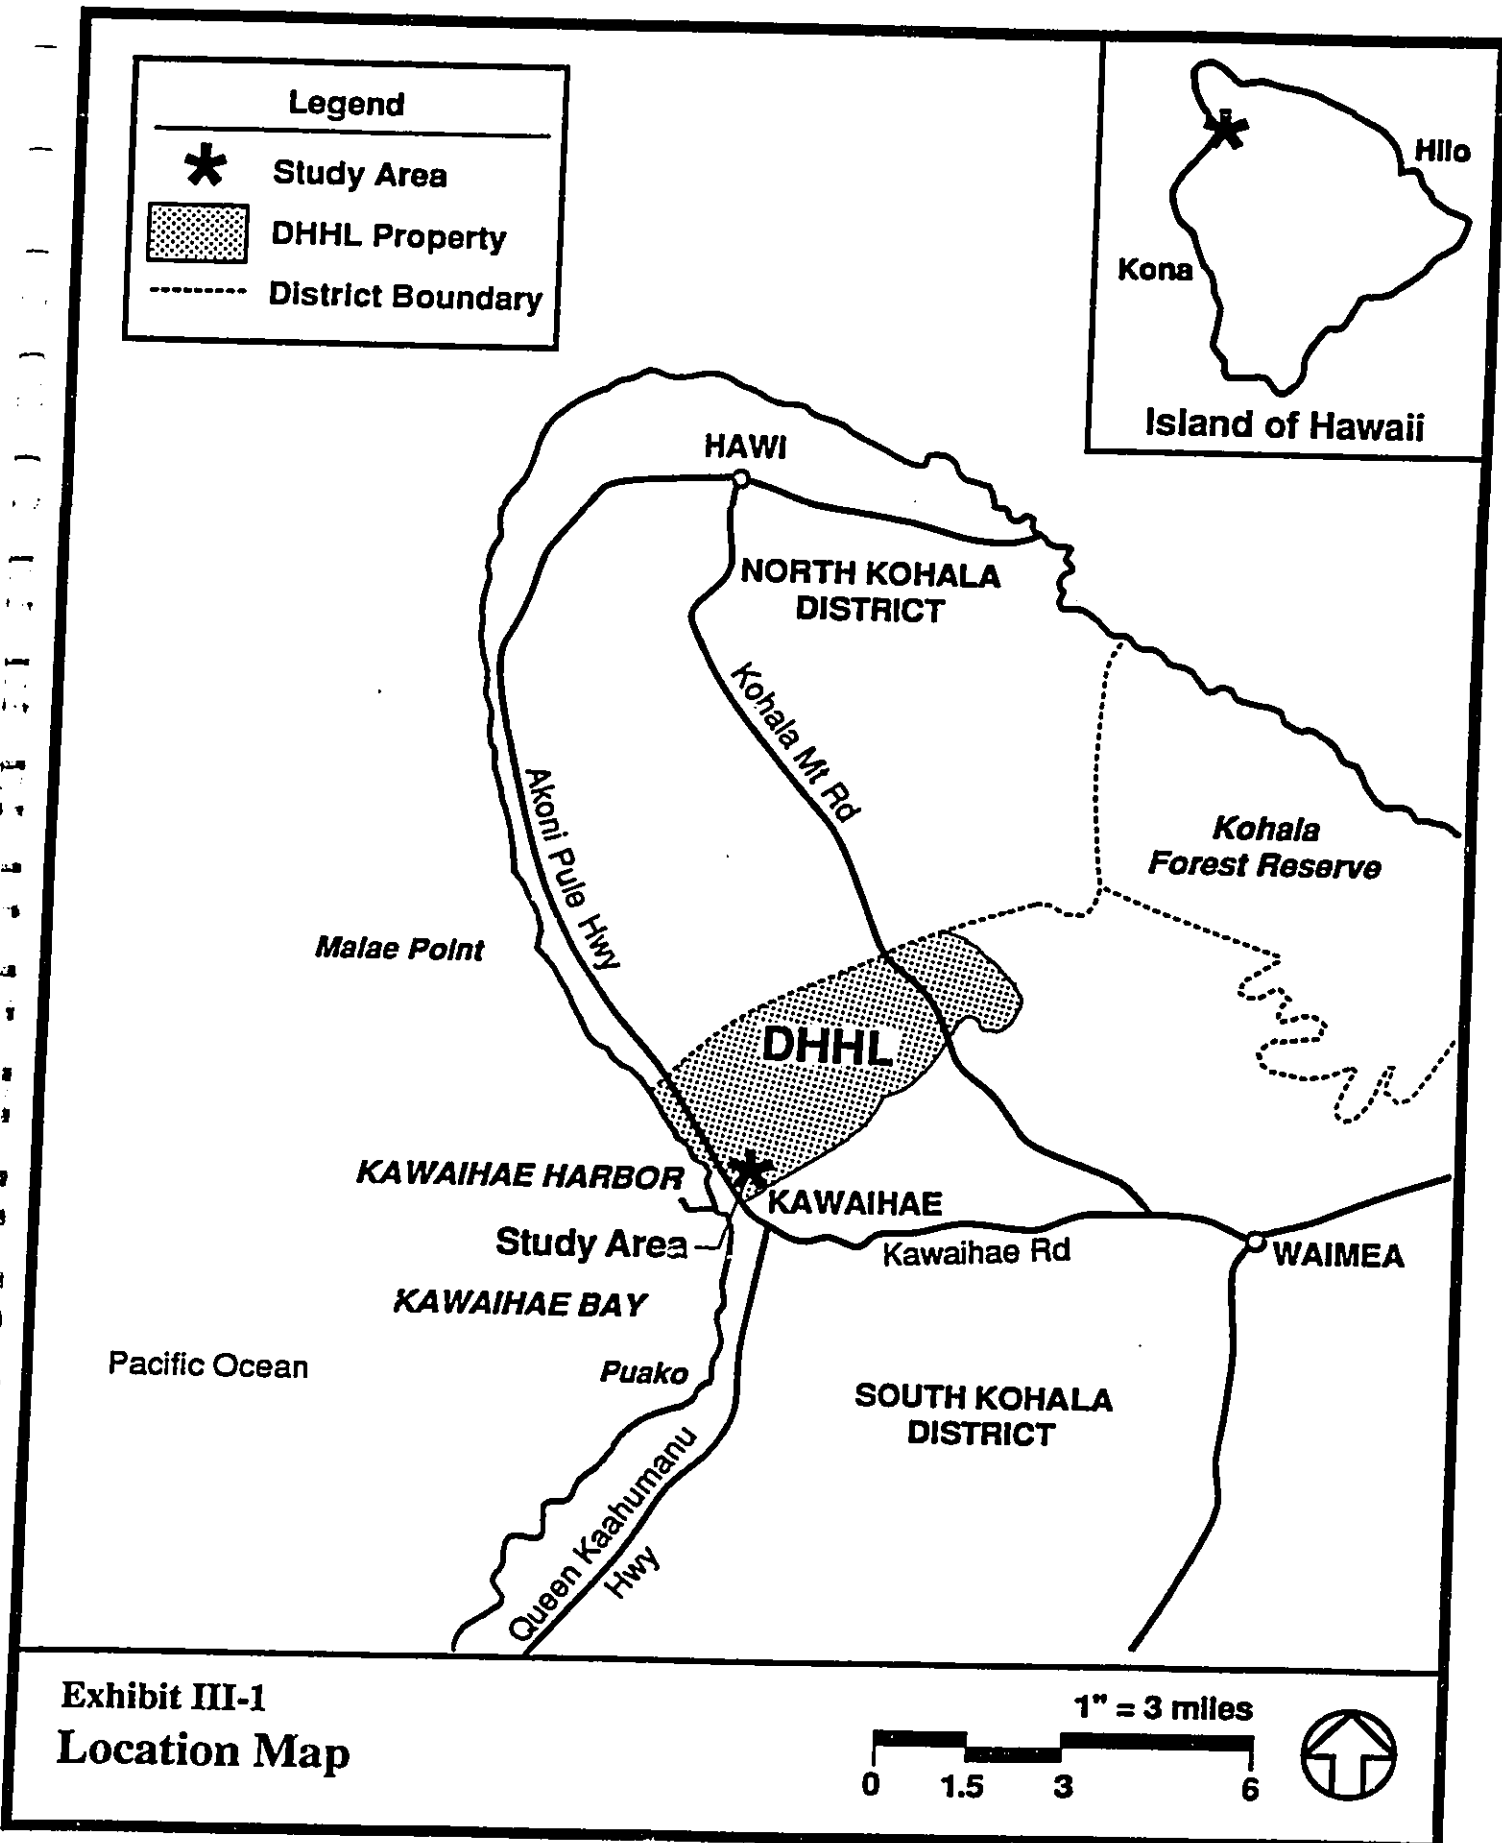 Legend
Study Area
DHHL Property
District Boundary
Hilo
Kona
Island of Hawaii
HAWI
NORTH KOHALA
DISTRICT
Kohala Mt Rd
Akoni Pule Hwy
Kohala
Forest Reserve
Malae Point
DHHL
KAWAIHAE HARBOR
KAWAIHAE
Study Area
Kawaihae Rd
WAIMEA
KAWAIHAE BAY
Pacific Ocean
Puako
SOUTH KOHALA
DISTRICT
Queen Kaahumanu
Hwy
Exhibit III-1
Location Map
1" = 3 miles
0 1.5 3 6